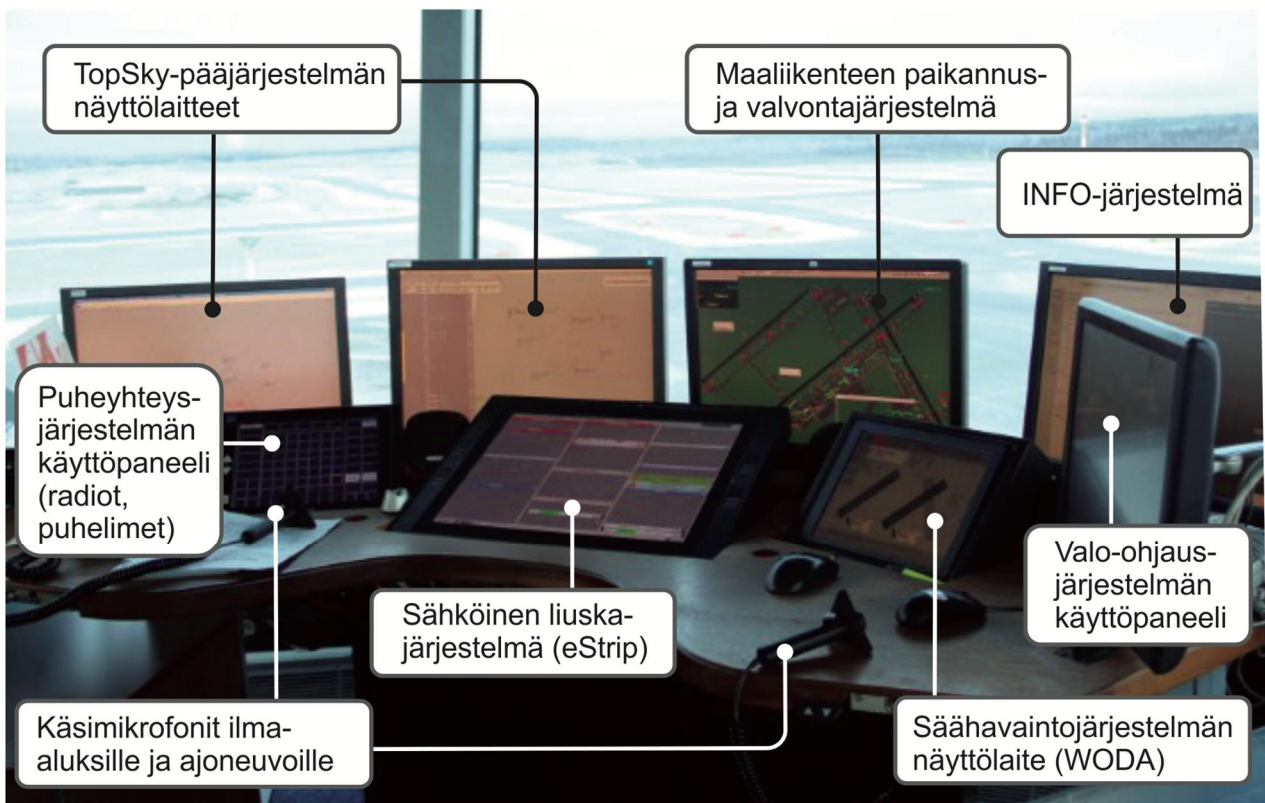 TopSky-pääjärjestelmän
näyttölaitteet
Maaliikenteen paikannus-
ja valvontajärjestelmä
INFO-järjestelmä
Puheyhteys-
järjestelmän
käyttöpaneeli
(radiot,
puhelimet)
Sähköinen liuska-
järjestelmä (eStrip)
Valo-ohjaus-
järjestelmän
käyttöpaneeli
Käsimikrofonit ilma-
aluksille ja ajoneuvoille
Säähavaintojärjestelmän
näyttölaite (WODA)